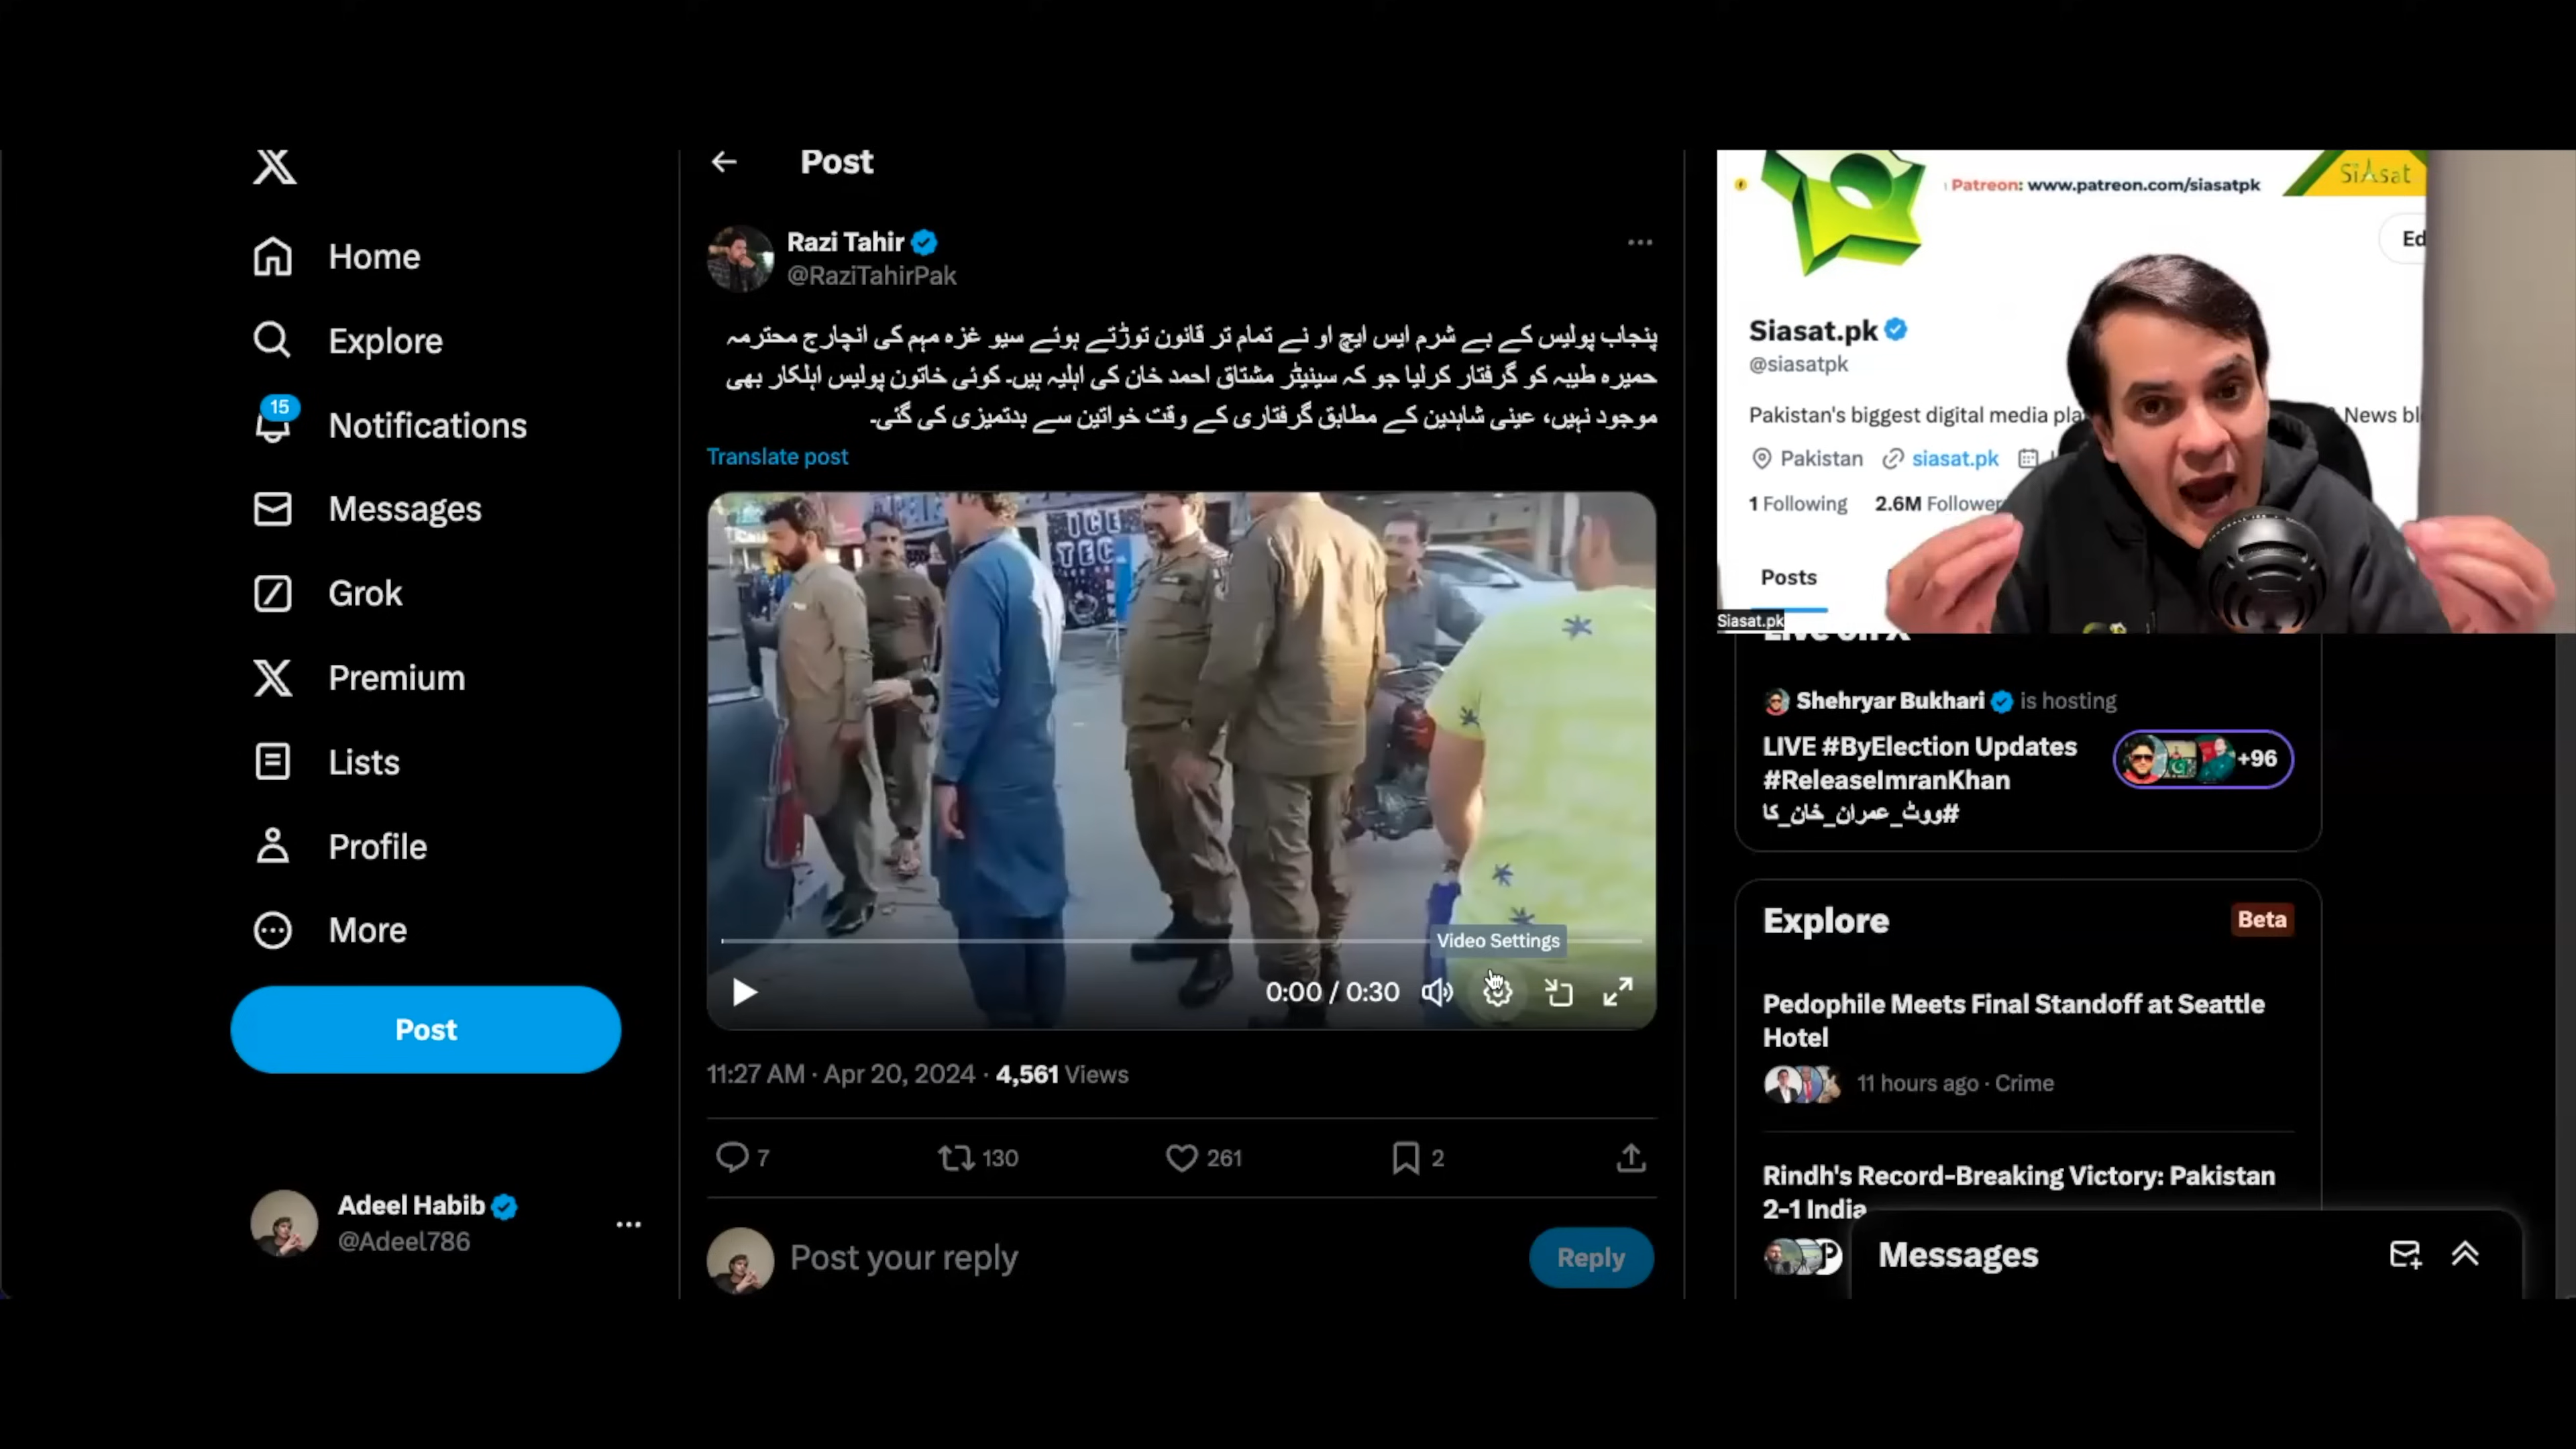 Post
Home
Explore
15
Notifications
Messages
Grok
Premium
Lists
Profile
More
Post
Adeel Habib
@Adeel786
Razi Tahir
@RaziTahirPak
پنجاب پولیس کے بے شرم ایس ایچ او نے تمام تر قانون توڑتے ہوئے سیو غزہ مہم کی انچارج محترمہ
حمیرہ طیبہ کو گرفتار کرلیا جو کہ سینیٹر مشتاق احمد خان کی اہلیہ ہیں۔ کوئی خاتون پولیس اہلکار بھی
موجود نہیں، عینی شاہدین کے مطابق گرفتاری کے وقت خواتین سے بدتمیزی کی گئی۔
Translate post
ICE
TEC
Video Settings
0:00 / 0:30
11:27 AM · Apr 20, 2024 · 4,561 Views
7 130 261 2
Post your reply
Reply
Patreon: www.patreon.com/siasatpk
SiAsat
Ed
Siasat.pk
@siasatpk
Pakistan's biggest digital media pla News bl
Pakistan siasat.pk
1 Following 2.6M Follower
Posts
Siasat.pk
Live on X
Shehryar Bukhari is hosting
LIVE #ByElection Updates
#ReleaseImranKhan
#ووٹ_عمران_خان_کا
+96
Explore
Beta
Pedophile Meets Final Standoff at Seattle
Hotel
11 hours ago · Crime
Rindh's Record-Breaking Victory: Pakistan
2-1 India
Messages